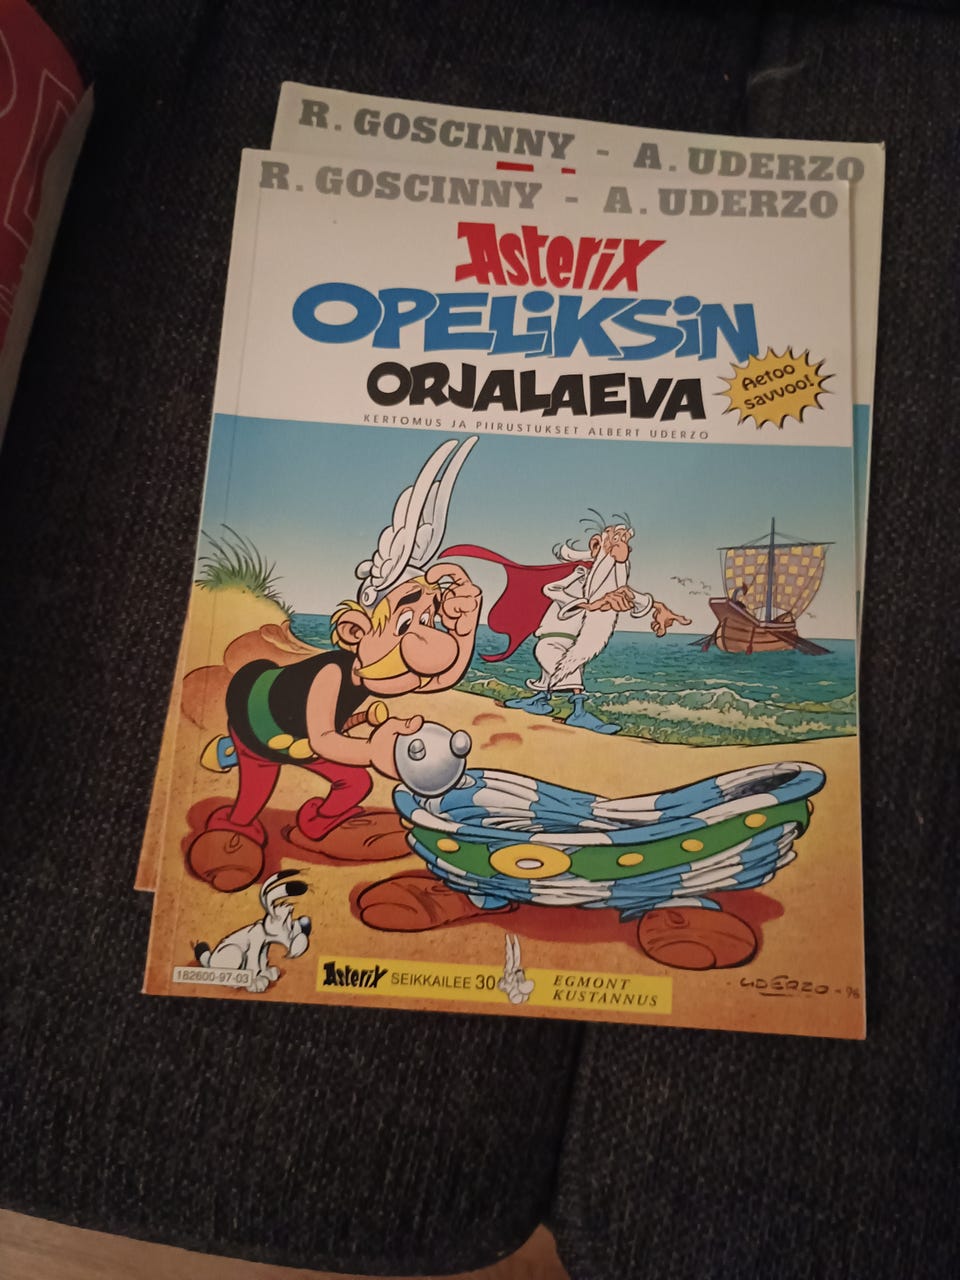 R. GOSCINNY - A. UDERZO
R. GOSCINNY - A. UDERZO
Asterix
OPELiKSiN
ORJALAEVA
Aetoo
savvoo!
KERTOMUS JA PIIRUSTUKSET ALBERT UDERZO
182600-97-03
Asterix SEIKKAILEE 30
EGMONT
KUSTANNUS
UDERZO - 96